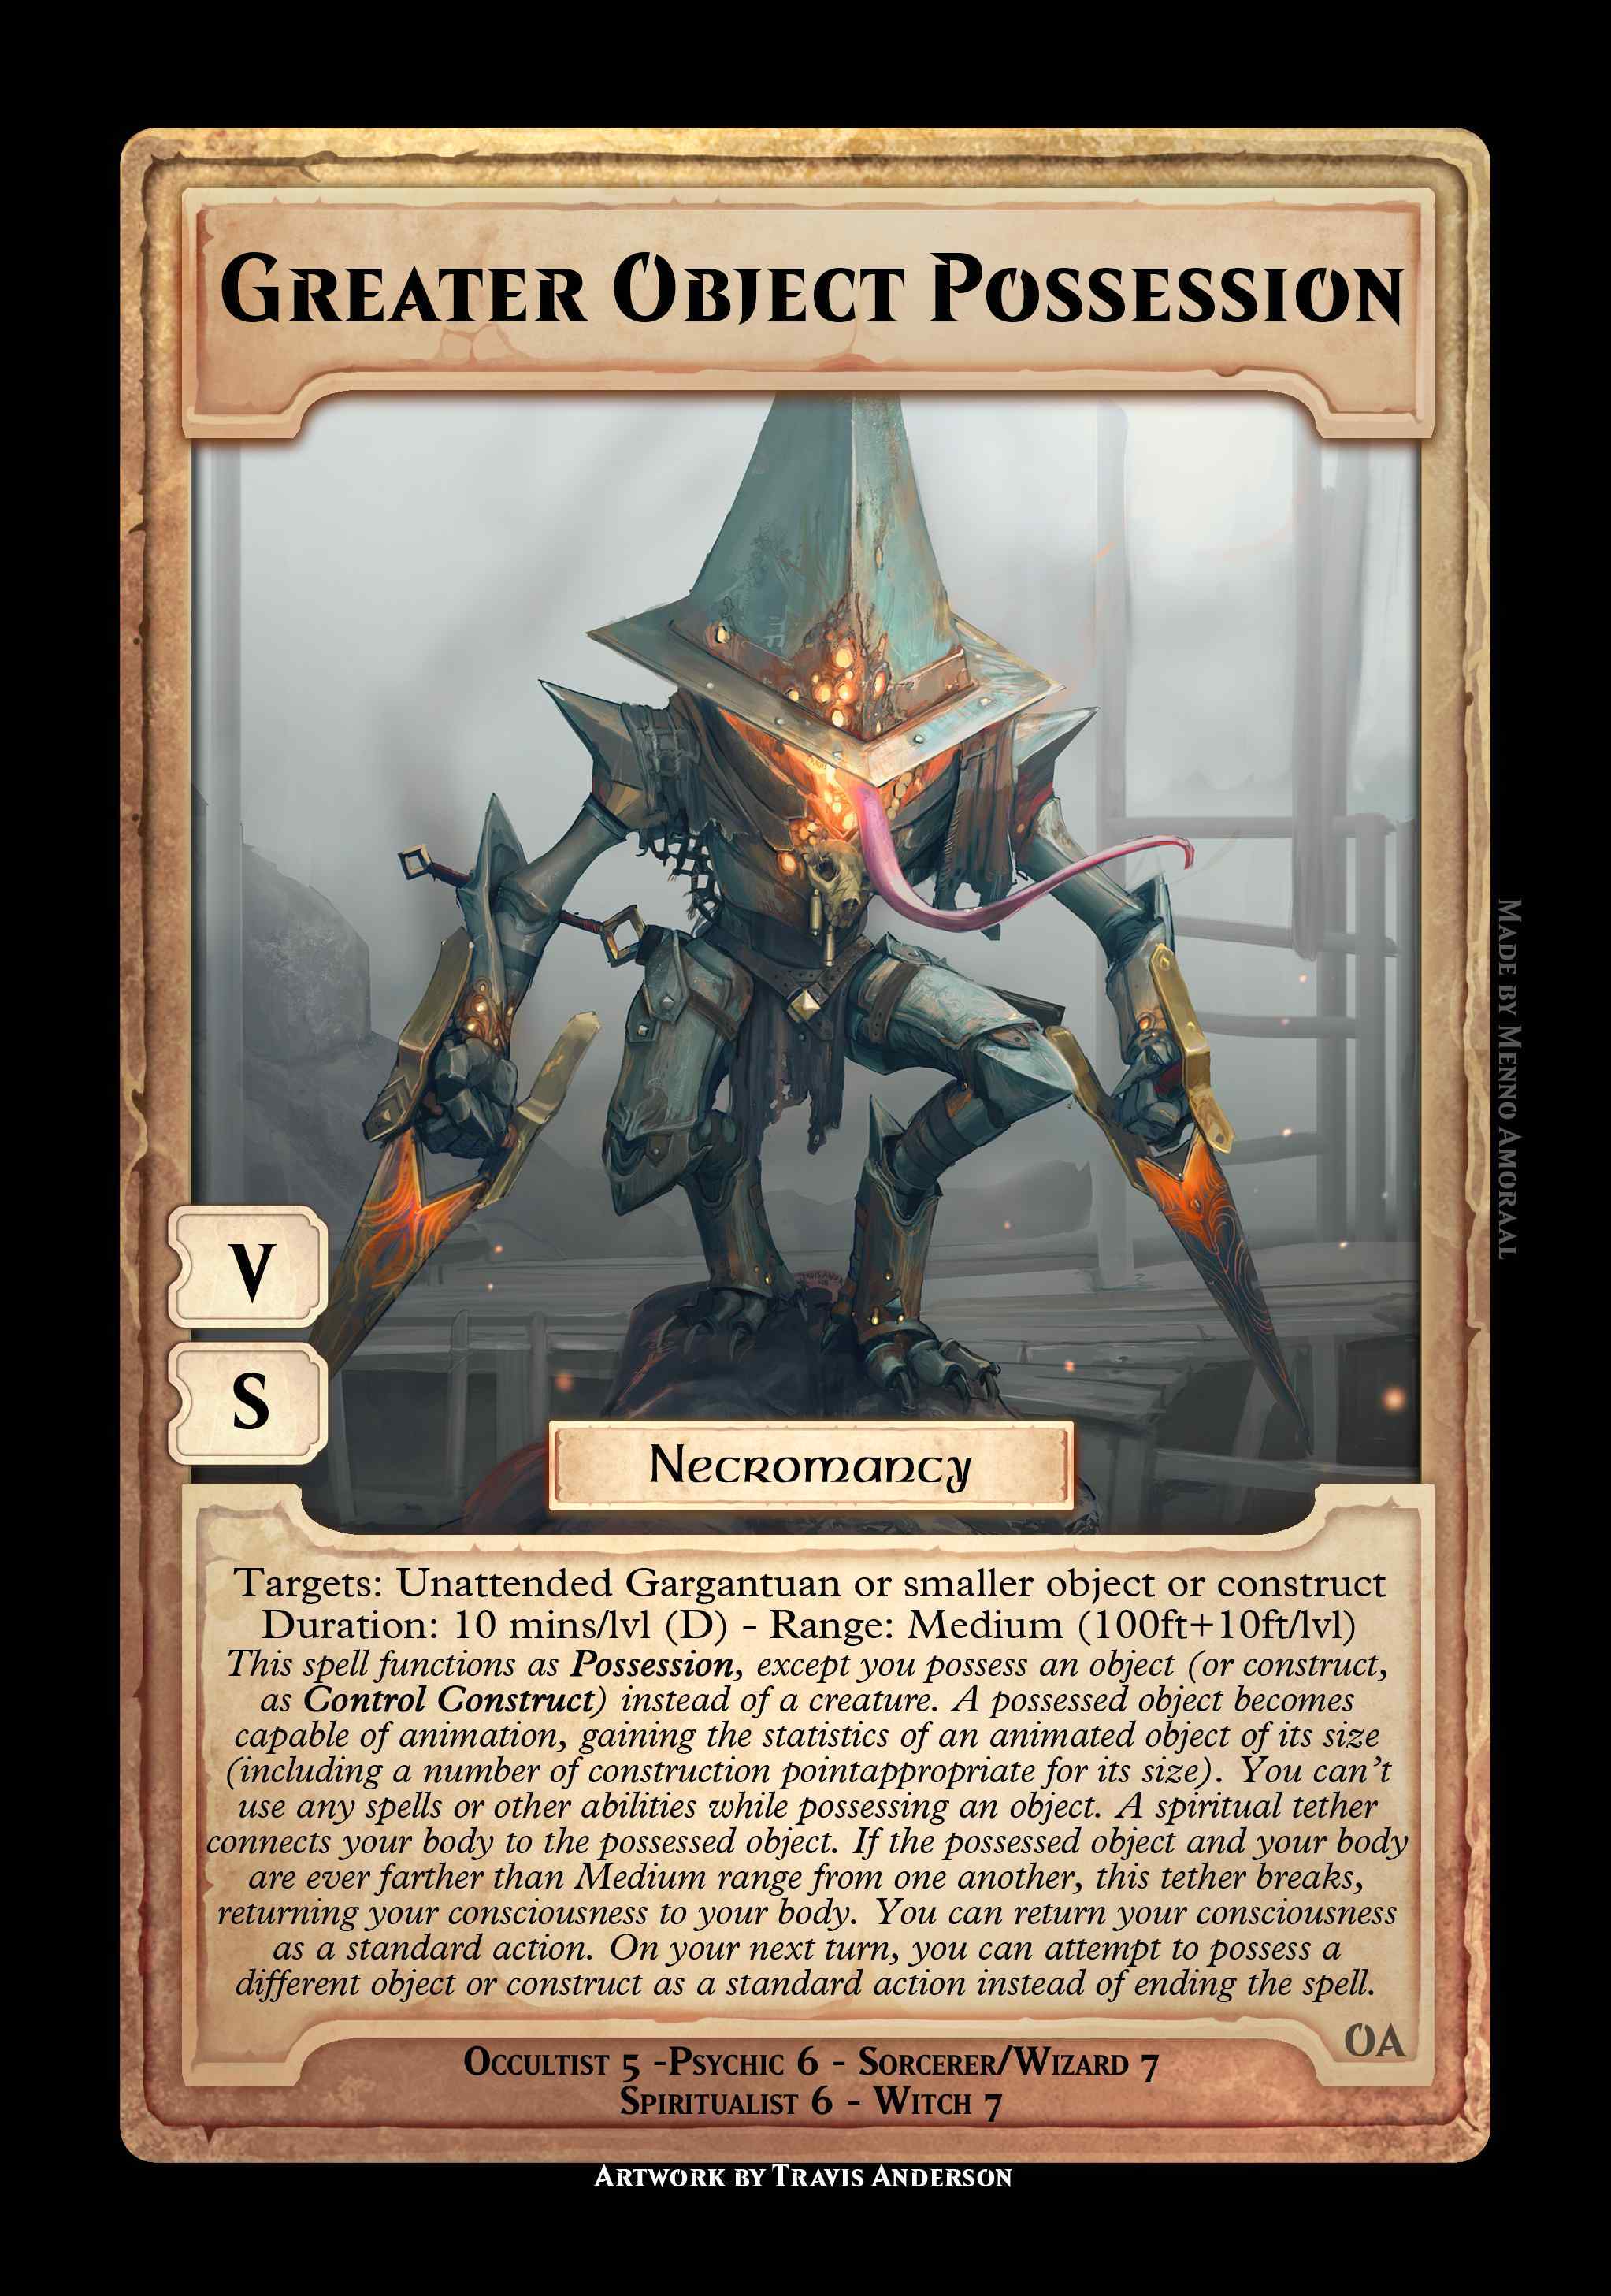 Greater Object Possession
V
S
Necromancy
Targets: Unattended Gargantuan or smaller object or construct
Duration: 10 mins/lvl (D) - Range: Medium (100ft+10ft/lvl)
This spell functions as Possession, except you possess an object (or construct,
as Control Construct) instead of a creature. A possessed object becomes
capable of animation, gaining the statistics of an animated object of its size
(including a number of construction pointappropriate for its size). You can't
use any spells or other abilities while possessing an object. A spiritual tether
connects your body to the possessed object. If the possessed object and your body
are ever farther than Medium range from one another, this tether breaks,
returning your consciousness to your body. You can return your consciousness
as a standard action. On your next turn, you can attempt to possess a
different object or construct as a standard action instead of ending the spell.
OA
Occultist 5 -Psychic 6 - Sorcerer/Wizard 7
Spiritualist 6 - Witch 7
Artwork by Travis Anderson
Made by Menno Amoraal